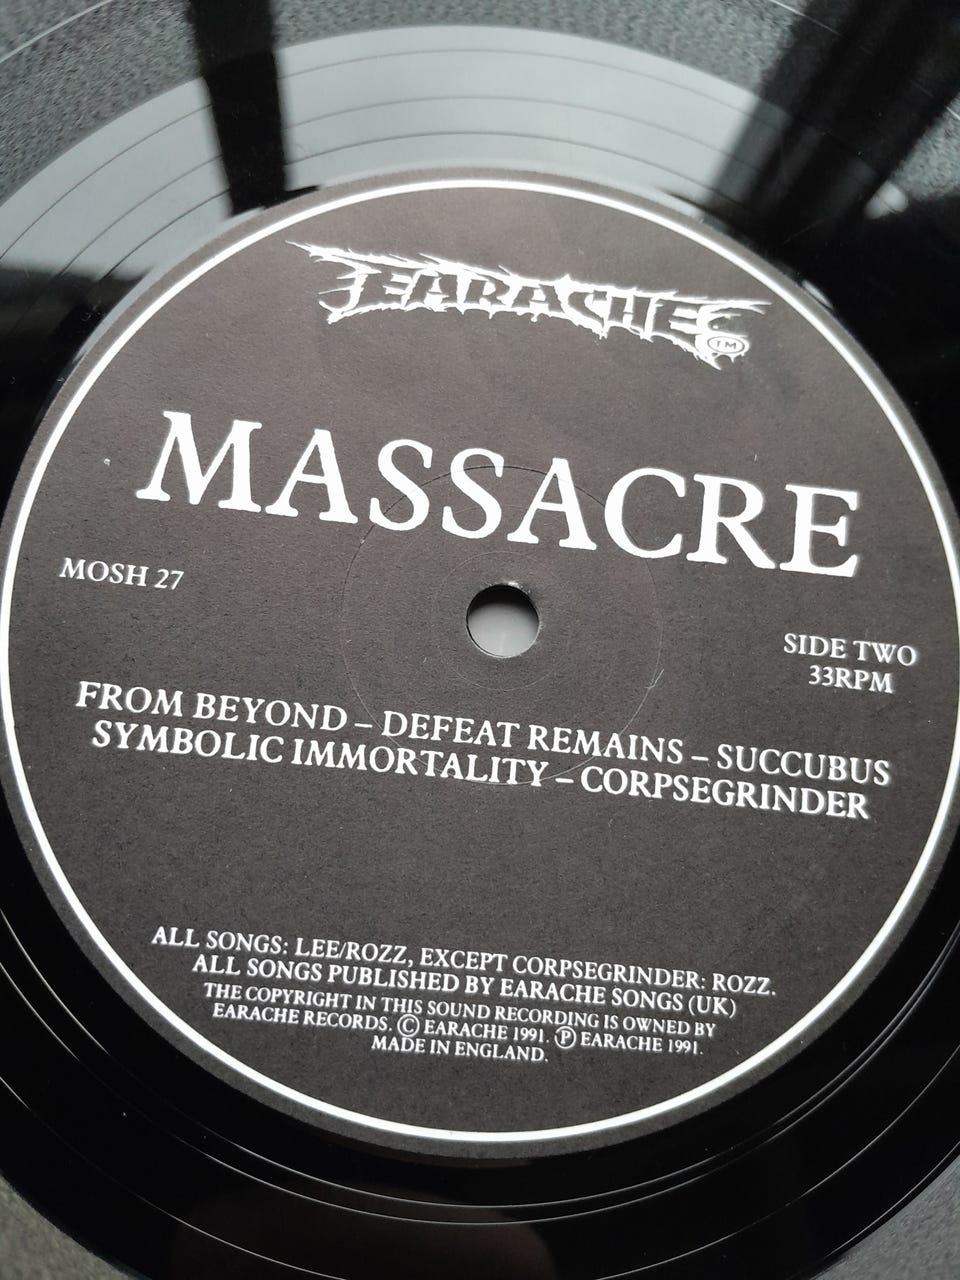 EARACHE TM
MASSACRE
MOSH 27
SIDE TWO
33RPM
FROM BEYOND – DEFEAT REMAINS – SUCCUBUS
SYMBOLIC IMMORTALITY – CORPSEGRINDER
ALL SONGS: LEE/ROZZ, EXCEPT CORPSEGRINDER: ROZZ.
ALL SONGS PUBLISHED BY EARACHE SONGS (UK)
THE COPYRIGHT IN THIS SOUND RECORDING IS OWNED BY
EARACHE RECORDS. Ⓒ EARACHE 1991. Ⓟ EARACHE 1991.
MADE IN ENGLAND.